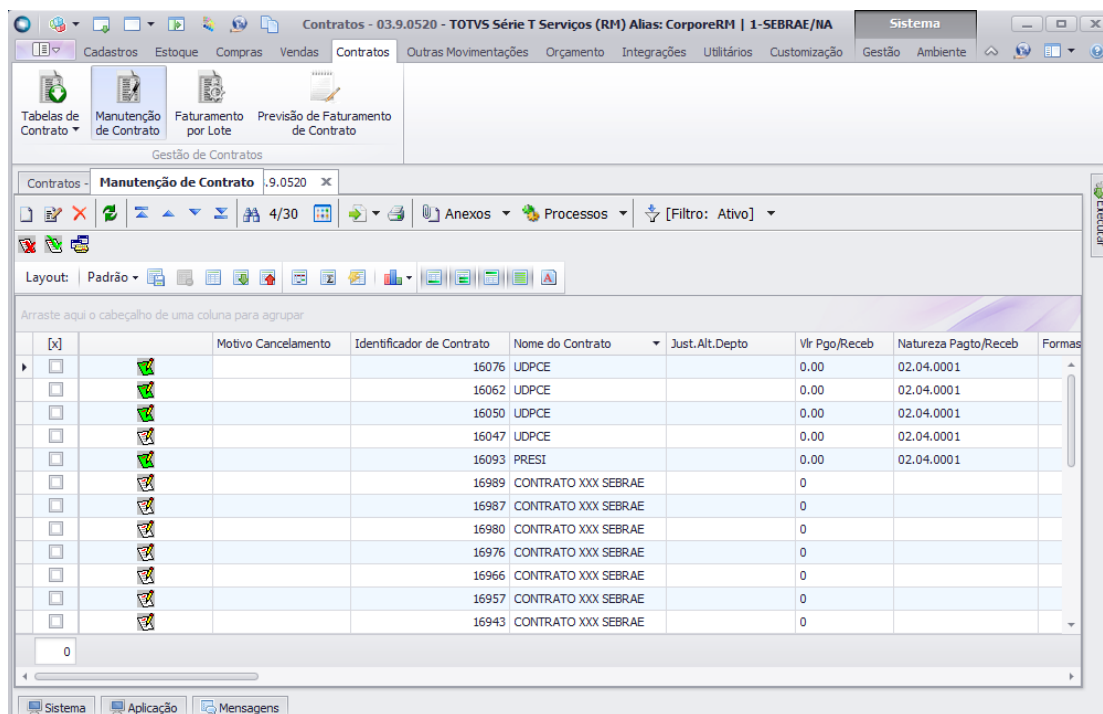 Contratos - 03.9.0520 - TOTVS Série T Serviços (RM) Alias: CorporeRM | 1-SEBRAE/NA Sistema
Cadastros Estoque Compras Vendas Contratos Outras Movimentações Orçamento Integrações Utilitários Customização Gestão Ambiente
Tabelas de Contrato Manutenção de Contrato Faturamento por Lote Previsão de Faturamento de Contrato
Gestão de Contratos
Contratos - Manutenção de Contrato .9.0520 x
4/30 Anexos Processos [Filtro: Ativo]
Executar
Layout: Padrão
Arraste aqui o cabeçalho de uma coluna para agrupar
[x] Motivo Cancelamento Identificador de Contrato Nome do Contrato Just.Alt.Depto Vlr Pgo/Receb Natureza Pagto/Receb Formas
16076 UDPCE 0.00 02.04.0001
16062 UDPCE 0.00 02.04.0001
16050 UDPCE 0.00 02.04.0001
16047 UDPCE 0.00 02.04.0001
16093 PRESI 0.00 02.04.0001
16989 CONTRATO XXX SEBRAE 0
16987 CONTRATO XXX SEBRAE 0
16980 CONTRATO XXX SEBRAE 0
16976 CONTRATO XXX SEBRAE 0
16966 CONTRATO XXX SEBRAE 0
16957 CONTRATO XXX SEBRAE 0
16943 CONTRATO XXX SEBRAE 0
0
Sistema Aplicação Mensagens